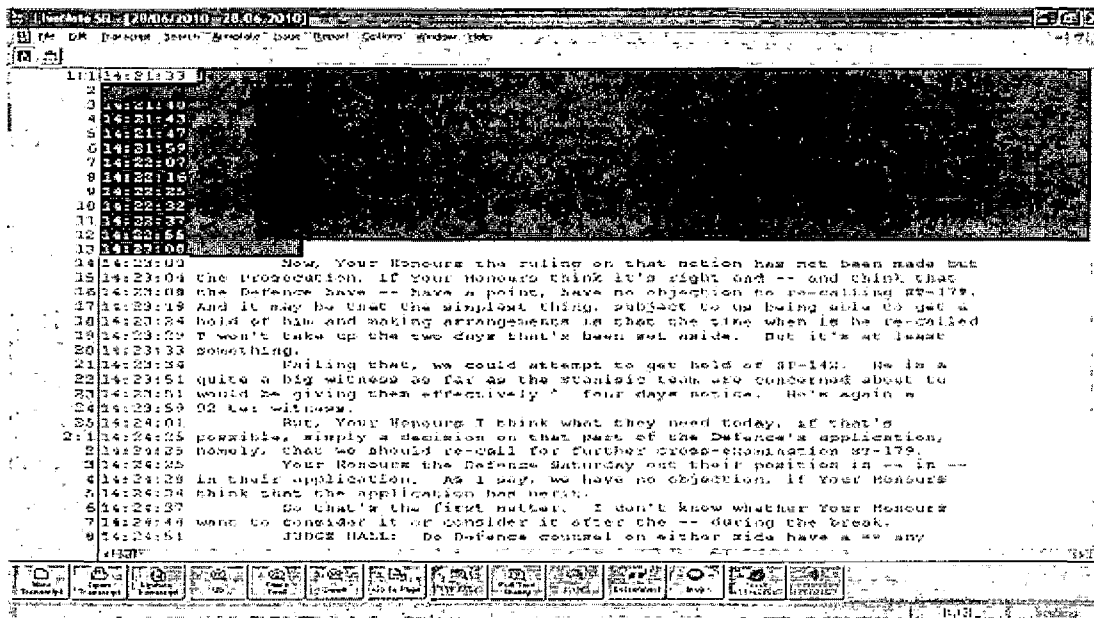 LiveNote SR - [28/06/2010 - 28.06.2010]
File Edit Transcript Search Annotate Issue Report Options Window Help
1:1 14:21:33
2
3 14:21:40
4 14:21:43
5 14:21:47
6 14:21:59
7 14:22:07
8 14:22:16
9 14:22:25
10 14:22:32
11 14:22:37
12 14:22:55
13 14:23:00
14 14:23:00 Now, Your Honours the ruling on that motion has not been made but
15 14:23:04 the Prosecution, if Your Honours think it's right and -- and think that
16 14:23:08 the Defence have -- have a point, have no objection to re-calling ST-179.
17 14:23:18 And it may be that the simplest thing, subject to us being able to get a
18 14:23:24 hold of him and making arrangements is that the time when is he re-called
19 14:23:29 I won't take up the two days that's been set aside. But it's at least
20 14:23:33 something.
21 14:23:34 Failing that, we could attempt to get hold of ST-142. He is a
22 14:23:51 quite a big witness as far as the Stanisic team are concerned about to
23 14:23:51 would be giving them effectively ^ four days notice. He's again a
24 14:23:59 92 ter witness.
25 14:24:01 But, Your Honours I think what they need today, if that's
2:1 14:24:25 possible, simply a decision on that part of the Defence's application,
2 14:24:25 namely, that we should re-call for further cross-examination ST-179.
3 14:24:25 Your Honours the Defence Saturday out their position in -- in --
4 14:24:28 in their application. As I say, we have no objection, if Your Honours
5 14:24:34 think that the application has merit.
6 14:24:37 So that's the first matter. I don't know whether Your Honours
7 14:24:44 want to consider it or consider it after the -- during the break.
8 14:24:51 JUDGE HALL: Do Defence counsel on either side have a -- any